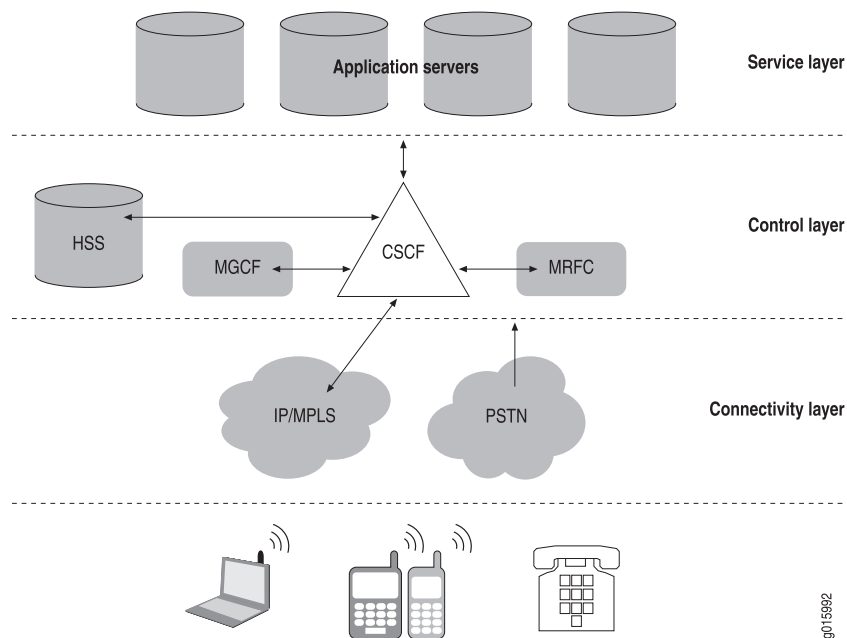 Application servers
Service layer
HSS
MGCF
CSCF
MRFC
Control layer
IP/MPLS
PSTN
Connectivity layer
g015992